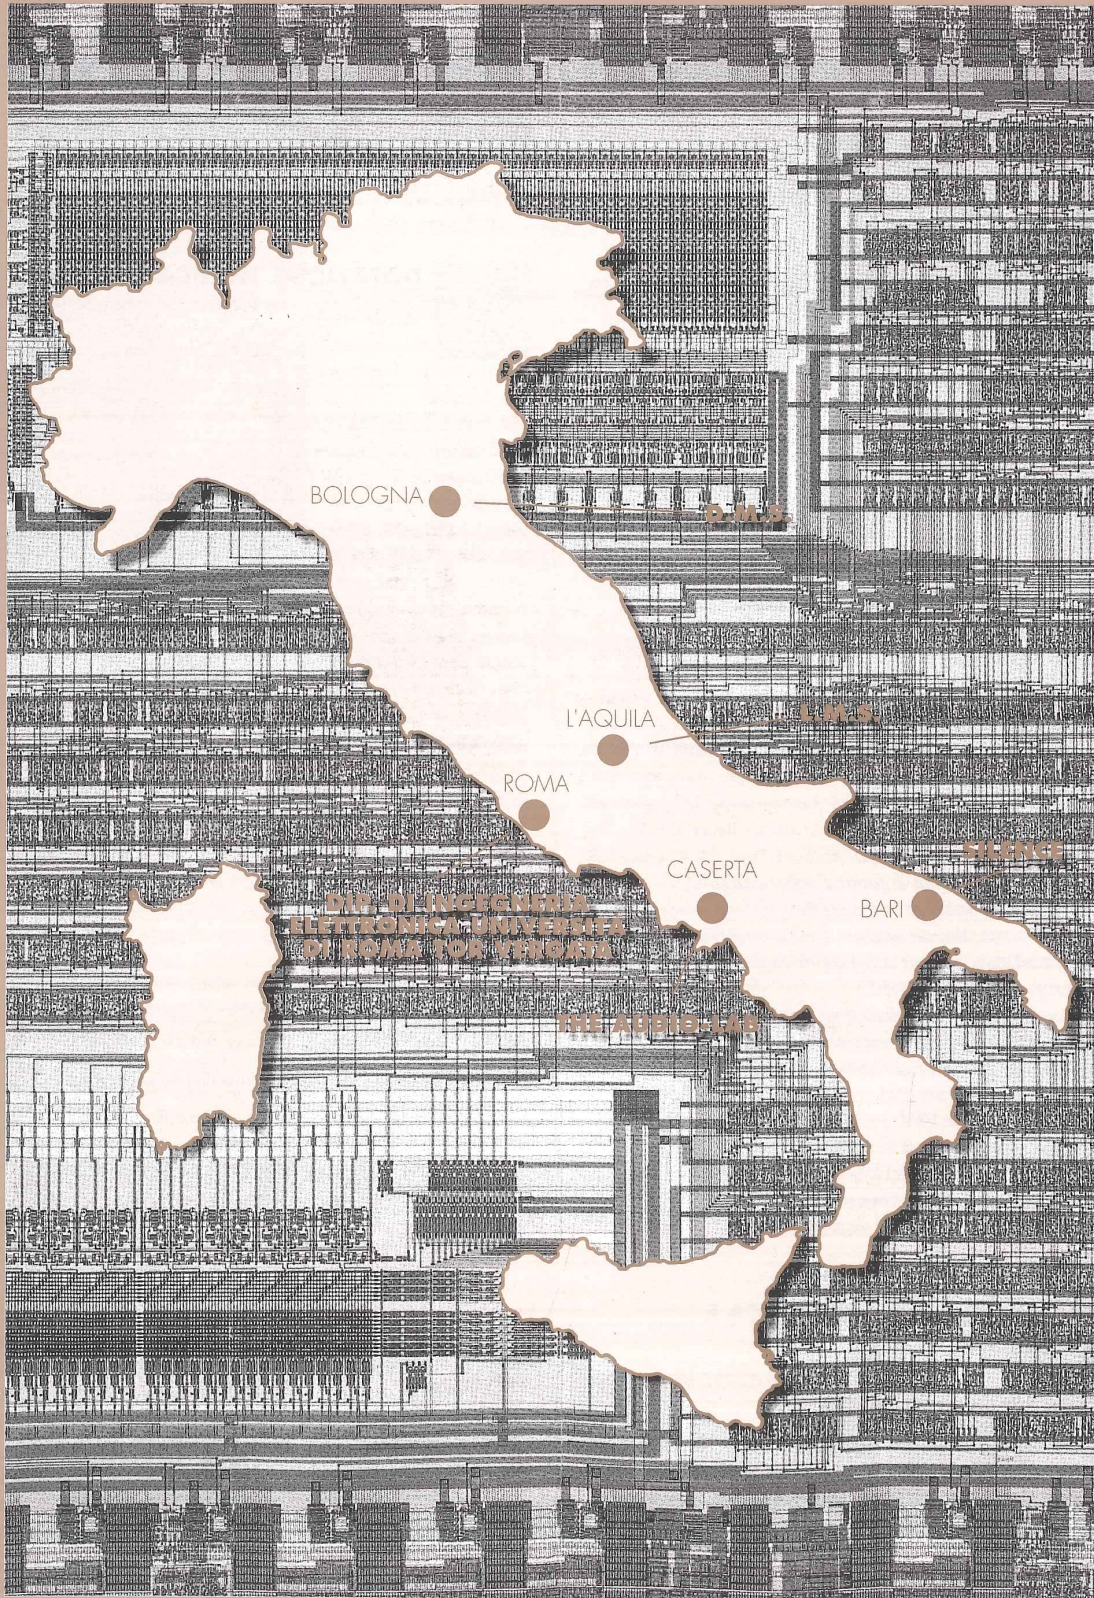 BOLOGNA
D.M.S.
L'AQUILA
L.M.S.
ROMA
SILENCE
CASERTA
BARI
DIP. DI INGEGNERIA
ELETTRONICA UNIVERSITÀ
DI ROMA TOR VERGATA
THE AUDIO-LAB